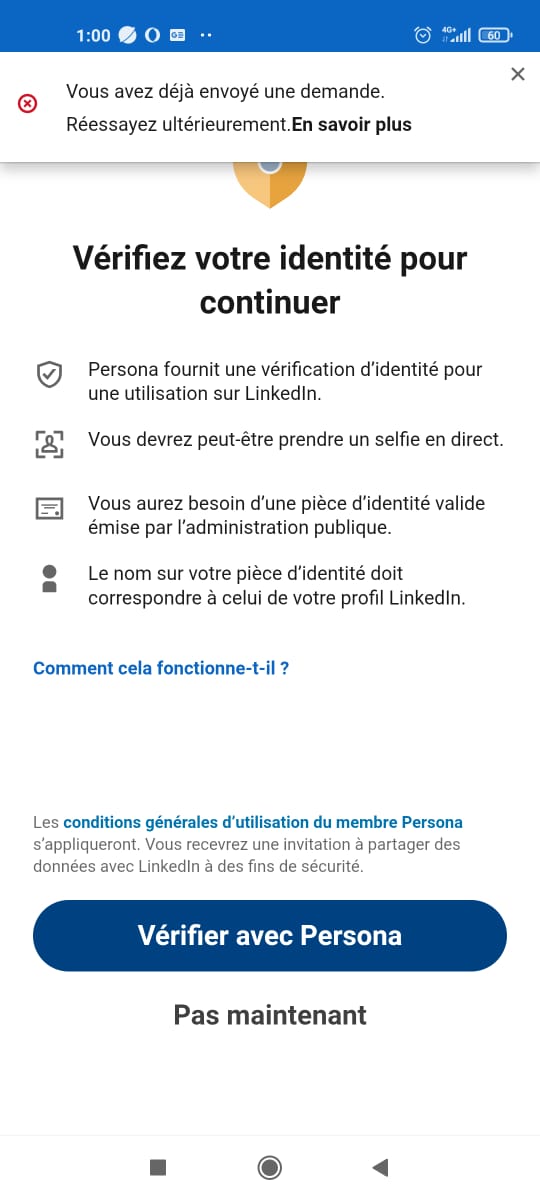 1:00
4G+
60
Vous avez déjà envoyé une demande.
Réessayez ultérieurement.En savoir plus
Vérifiez votre identité pour
continuer
Persona fournit une vérification d’identité pour
une utilisation sur LinkedIn.
Vous devrez peut-être prendre un selfie en direct.
Vous aurez besoin d’une pièce d’identité valide
émise par l’administration publique.
Le nom sur votre pièce d’identité doit
correspondre à celui de votre profil LinkedIn.
Comment cela fonctionne-t-il ?
Les conditions générales d’utilisation du membre Persona
s’appliqueront. Vous recevrez une invitation à partager des
données avec LinkedIn à des fins de sécurité.
Vérifier avec Persona
Pas maintenant